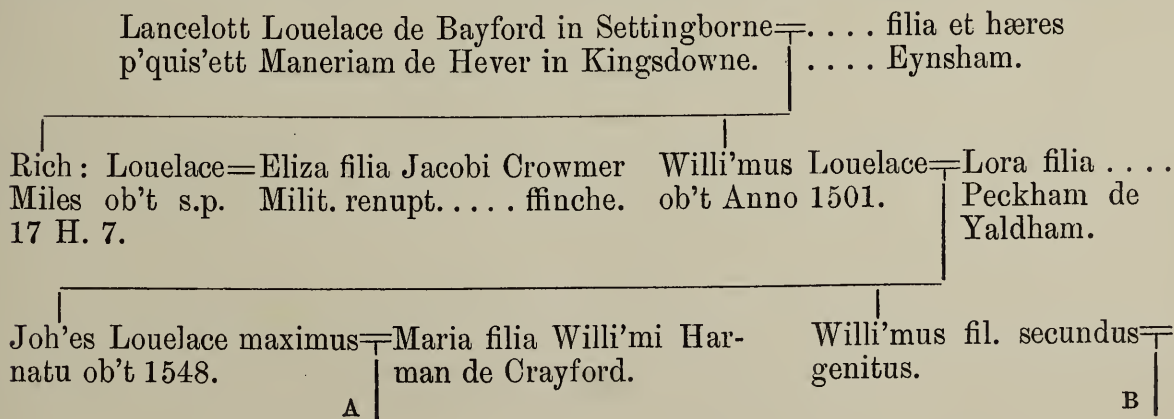 Lancelott Louelace de Bayford in Settingborne=. . . . filia et hæres
p'quis'ett Maneriam de Hever in Kingsdowne. . . . . Eynsham.
Rich: Louelace=Eliza filia Jacobi Crowmer Willi'mus Louelace=Lora filia . . . .
Miles ob't s.p. Milit. renupt. . . . . ffinche. ob't Anno 1501. Peckham de
17 H. 7. Yaldham.
Joh'es Louelace maximus=Maria filia Willi'mi Har- Willi'mus fil. secundus=
natu ob't 1548. man de Crayford. genitus.
A B